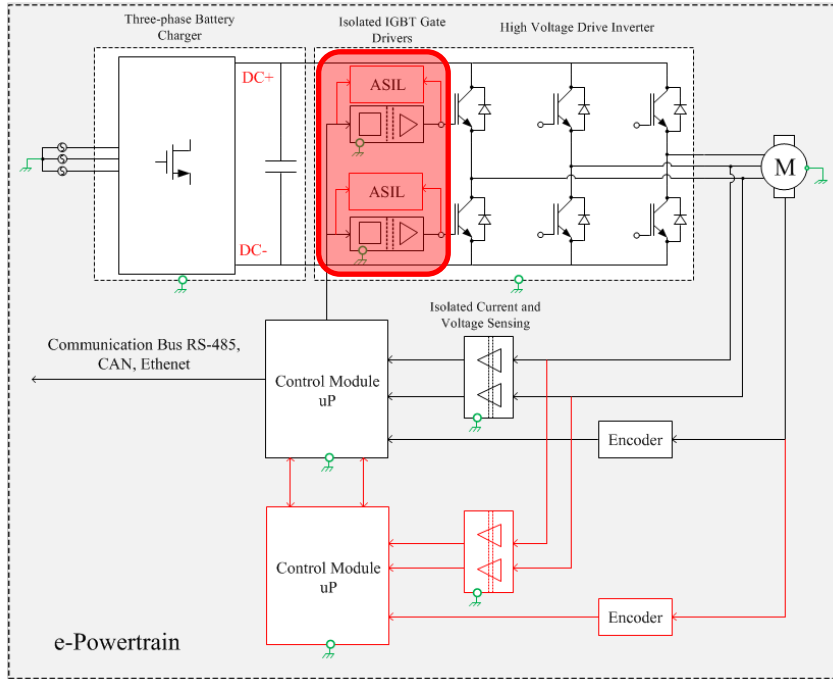 Three-phase Battery
Charger
Isolated IGBT Gate
Drivers
High Voltage Drive Inverter
DC+
ASIL
M
ASIL
DC-
Isolated Current and
Voltage Sensing
Communication Bus RS-485,
CAN, Ethenet
Control Module
uP
Encoder
Control Module
uP
Encoder
e-Powertrain